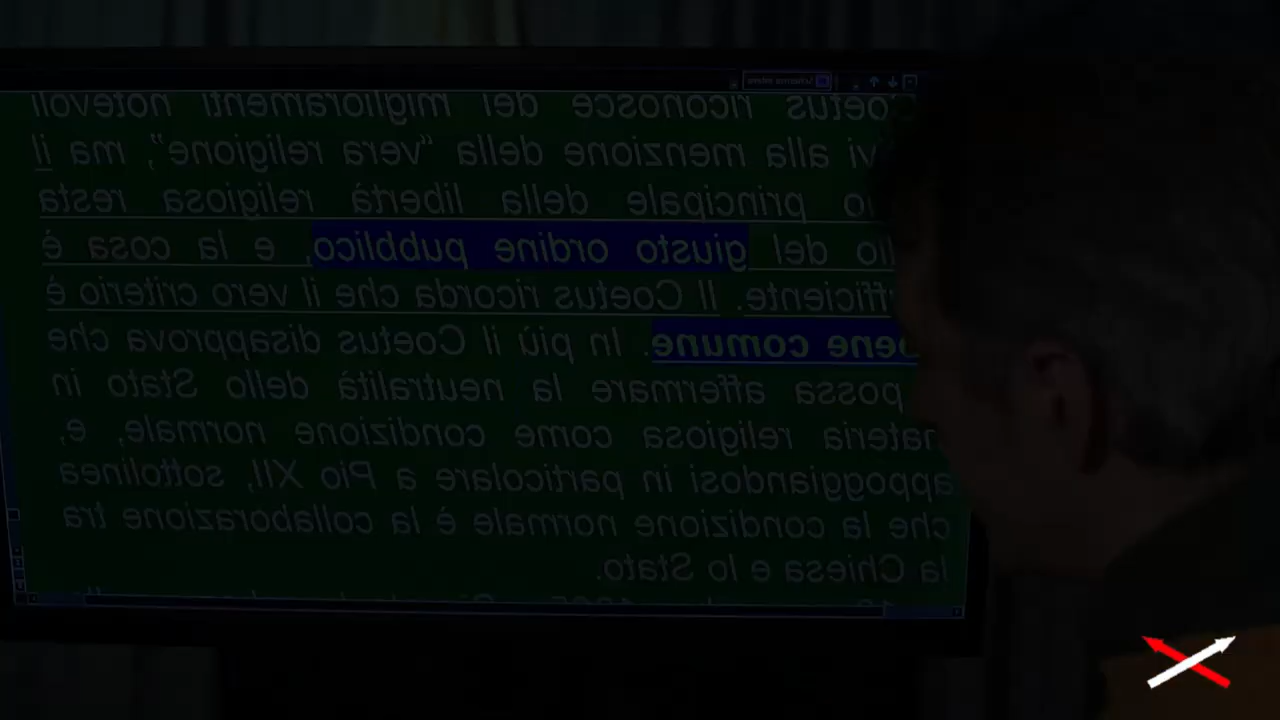 Coetus riconosce dei miglioramenti notevoli
vi alla menzione della “vera religione”, ma il
principale della libertà religiosa resta
del giusto ordine pubblico, e la cosa è
Il Coetus ricorda che il vero criterio è
bene comune. In più il Coetus disapprova che
possa affermare la neutralità dello Stato in
materia religiosa come condizione normale, e,
appoggiandosi in particolare a Pio XII, sottolinea
che la condizione normale è la collaborazione tra
la Chiesa e lo Stato.